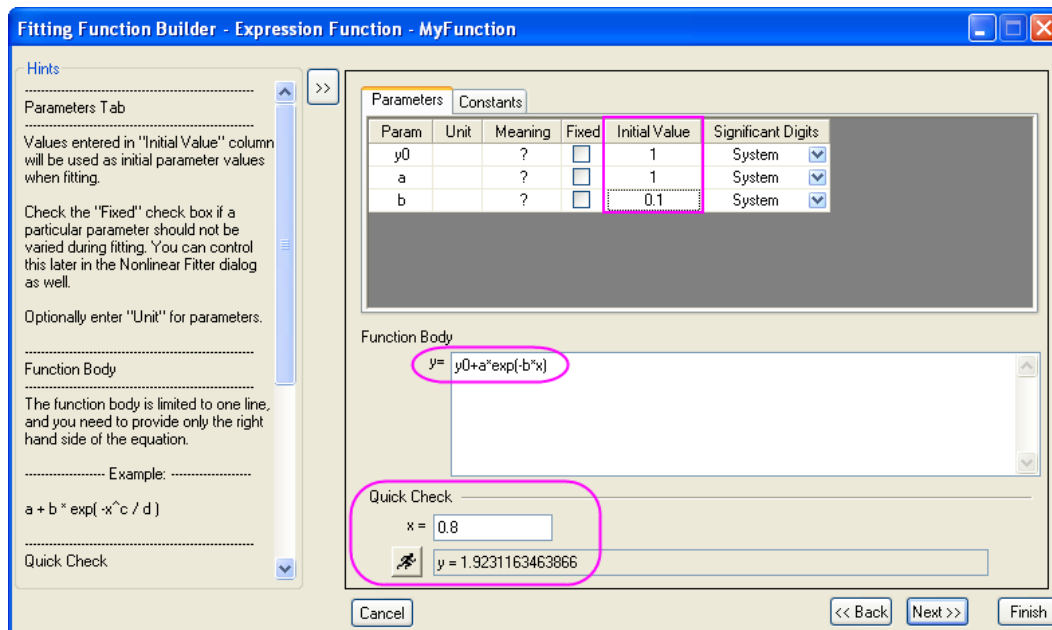 Fitting Function Builder - Expression Function - MyFunction
Hints
Parameters Tab
Values entered in "Initial Value" column
will be used as initial parameter values
when fitting.
Check the "Fixed" check box if a
particular parameter should not be
varied during fitting. You can control
this later in the Nonlinear Fitter dialog
as well.
Optionally enter "Unit" for parameters.
Function Body
The function body is limited to one line,
and you need to provide only the right
hand side of the equation.
-------------------- Example: --------------------
a + b * exp( -x^c / d )
Quick Check
>>
Parameters Constants
Param Unit Meaning Fixed Initial Value Significant Digits
y0 ? 1 System
a ? 1 System
b ? 0.1 System
Function Body
y= y0+a*exp(-b*x)
Quick Check
x = 0.8
y = 1.9231163463866
Cancel << Back Next >> Finish